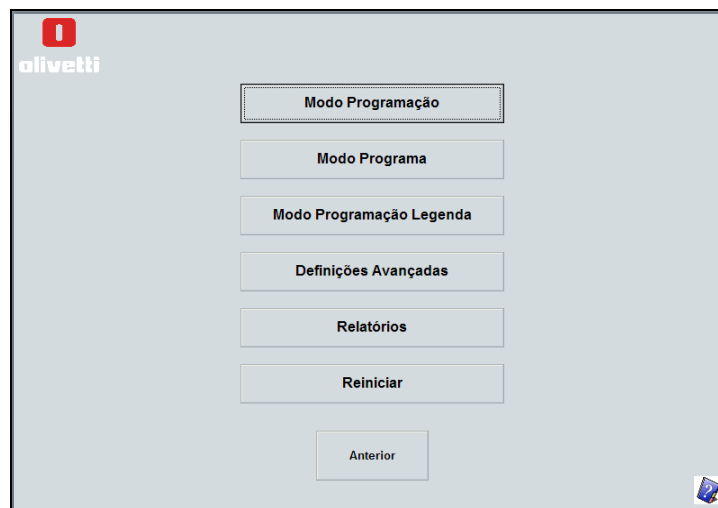 olivetti
Modo Programação
Modo Programa
Modo Programação Legenda
Definições Avançadas
Relatórios
Reiniciar
Anterior
?